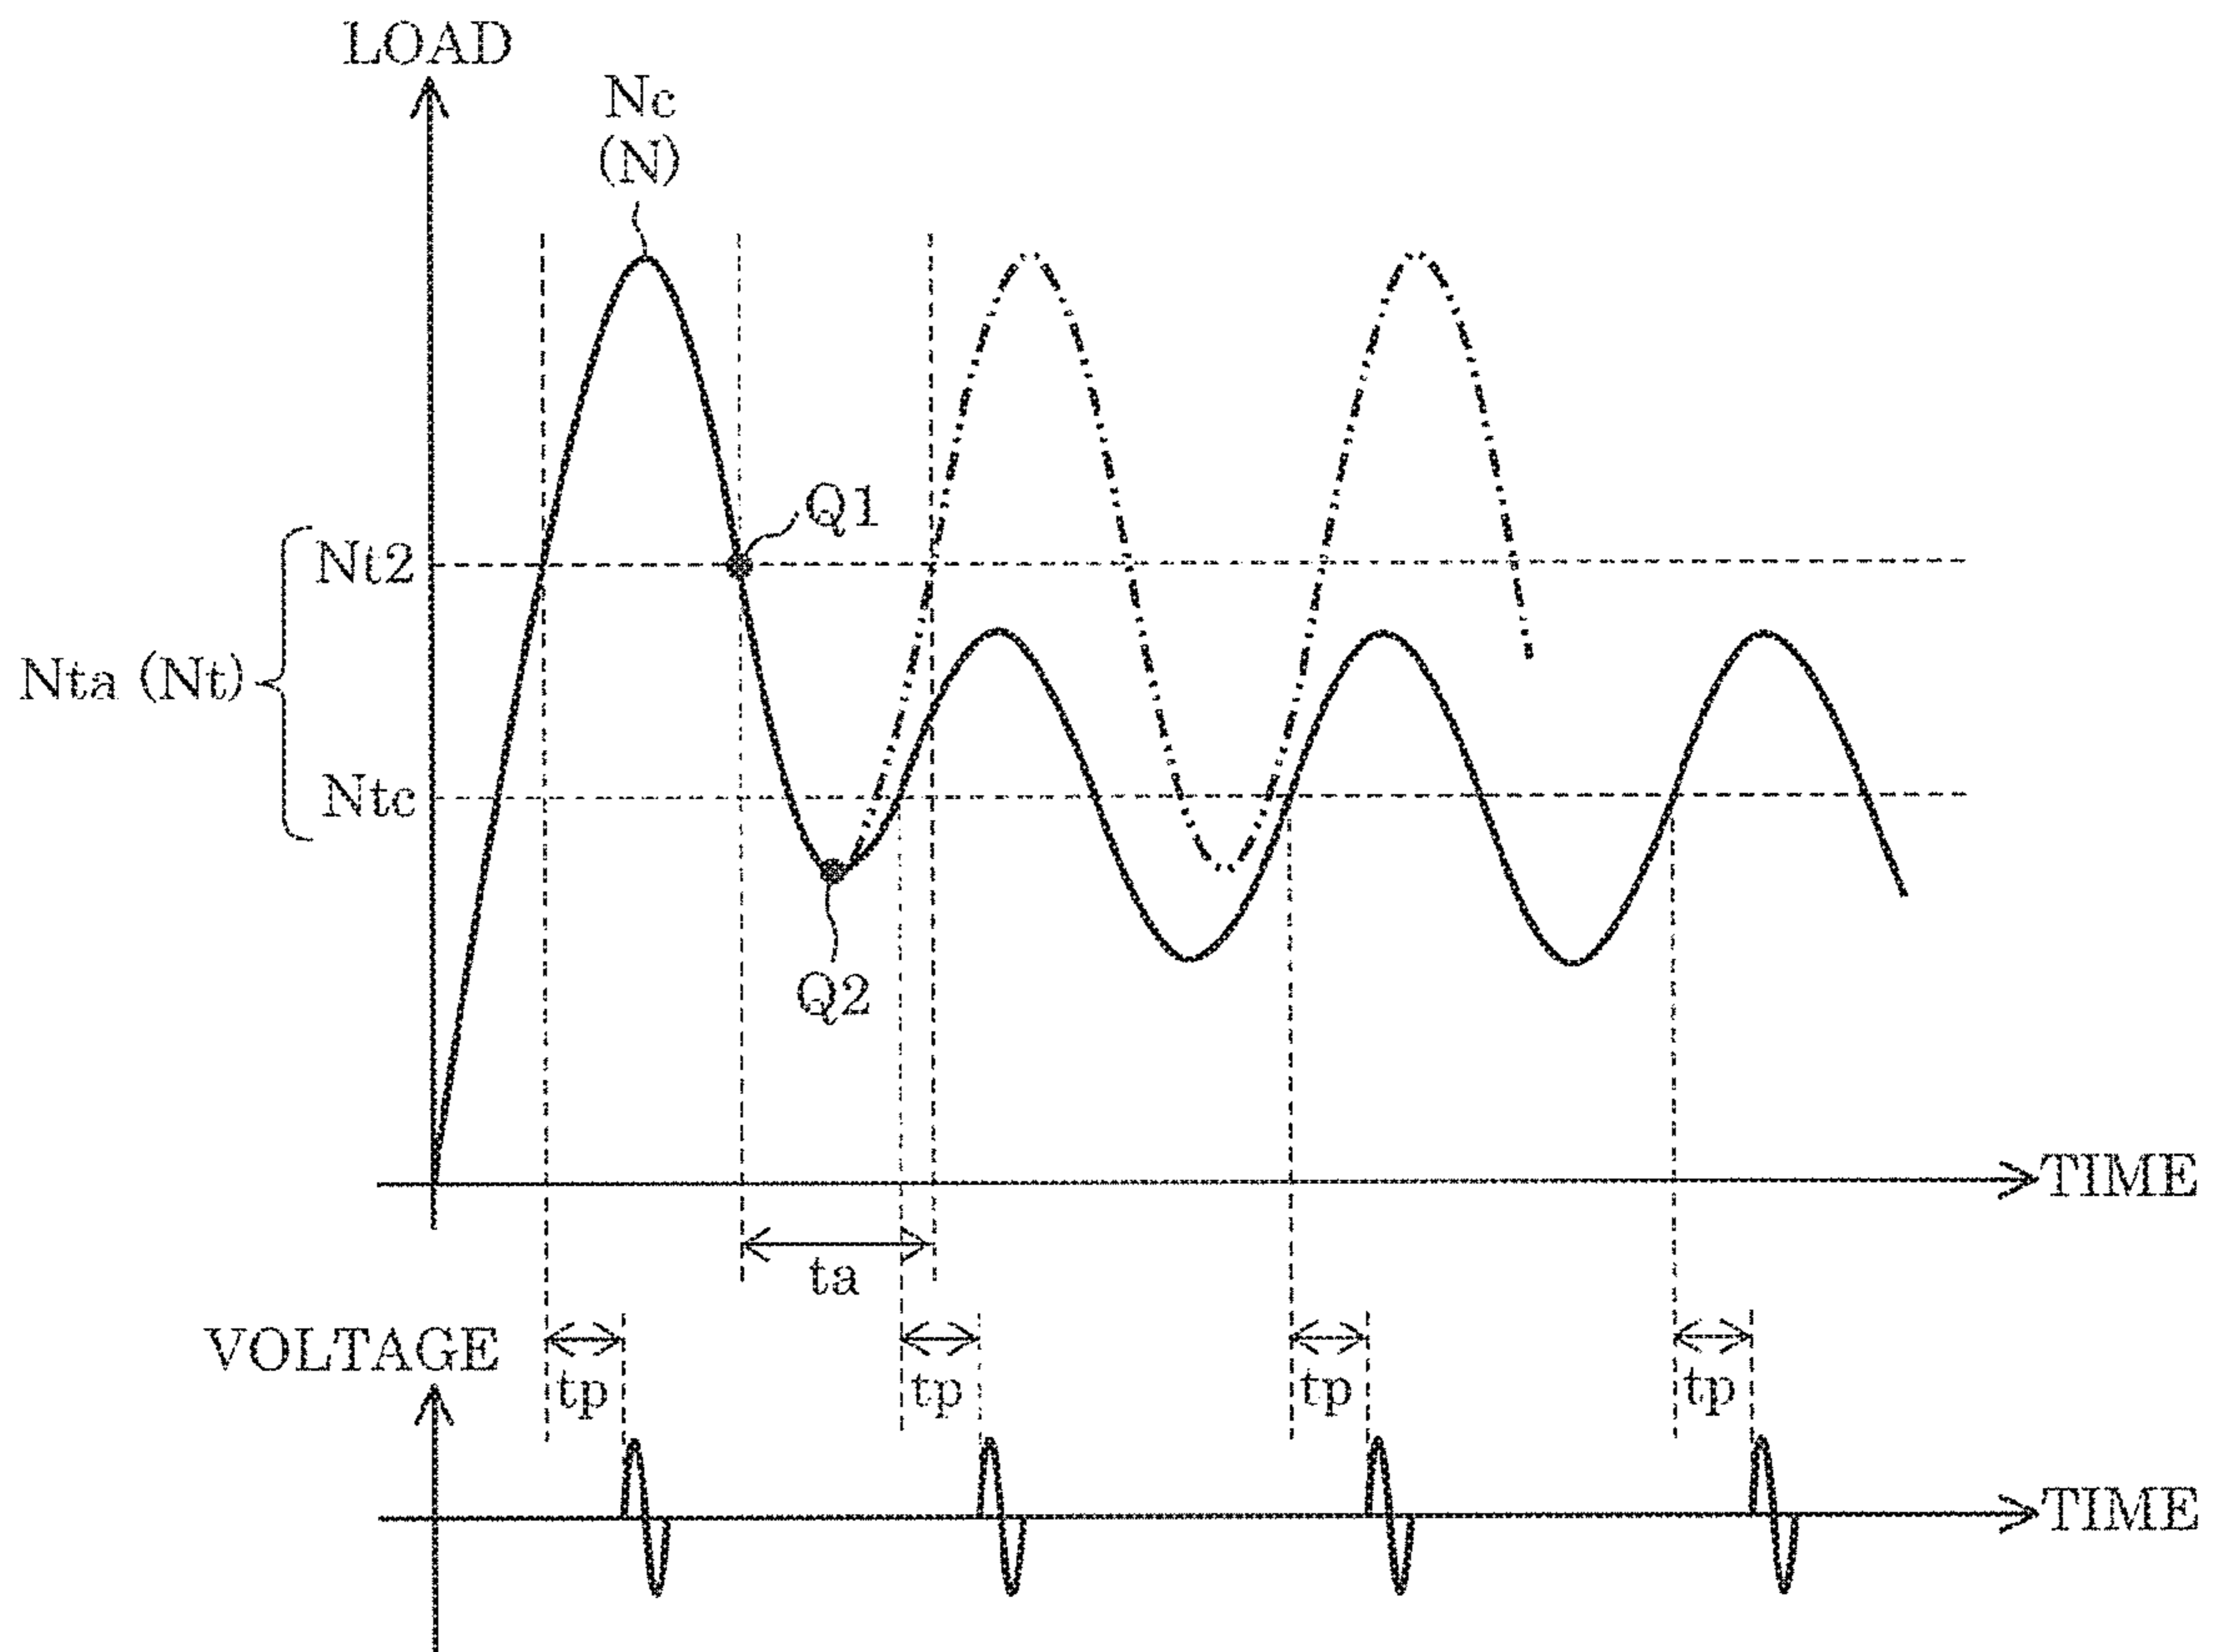 LOAD
Nc
(N)
Q1
Nt2
Nta (Nt)
Ntc
Q2
TIME
ta
VOLTAGE
tp
tp
tp
tp
TIME